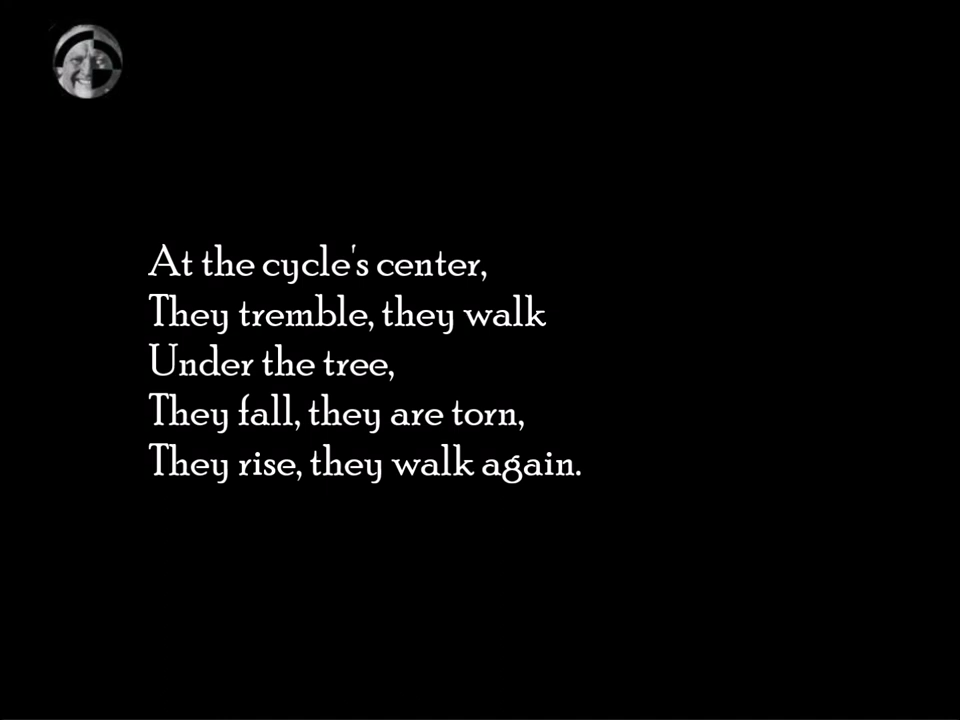 At the cycle's center,
They tremble, they walk
Under the tree,
They fall, they are torn,
They rise, they walk again.